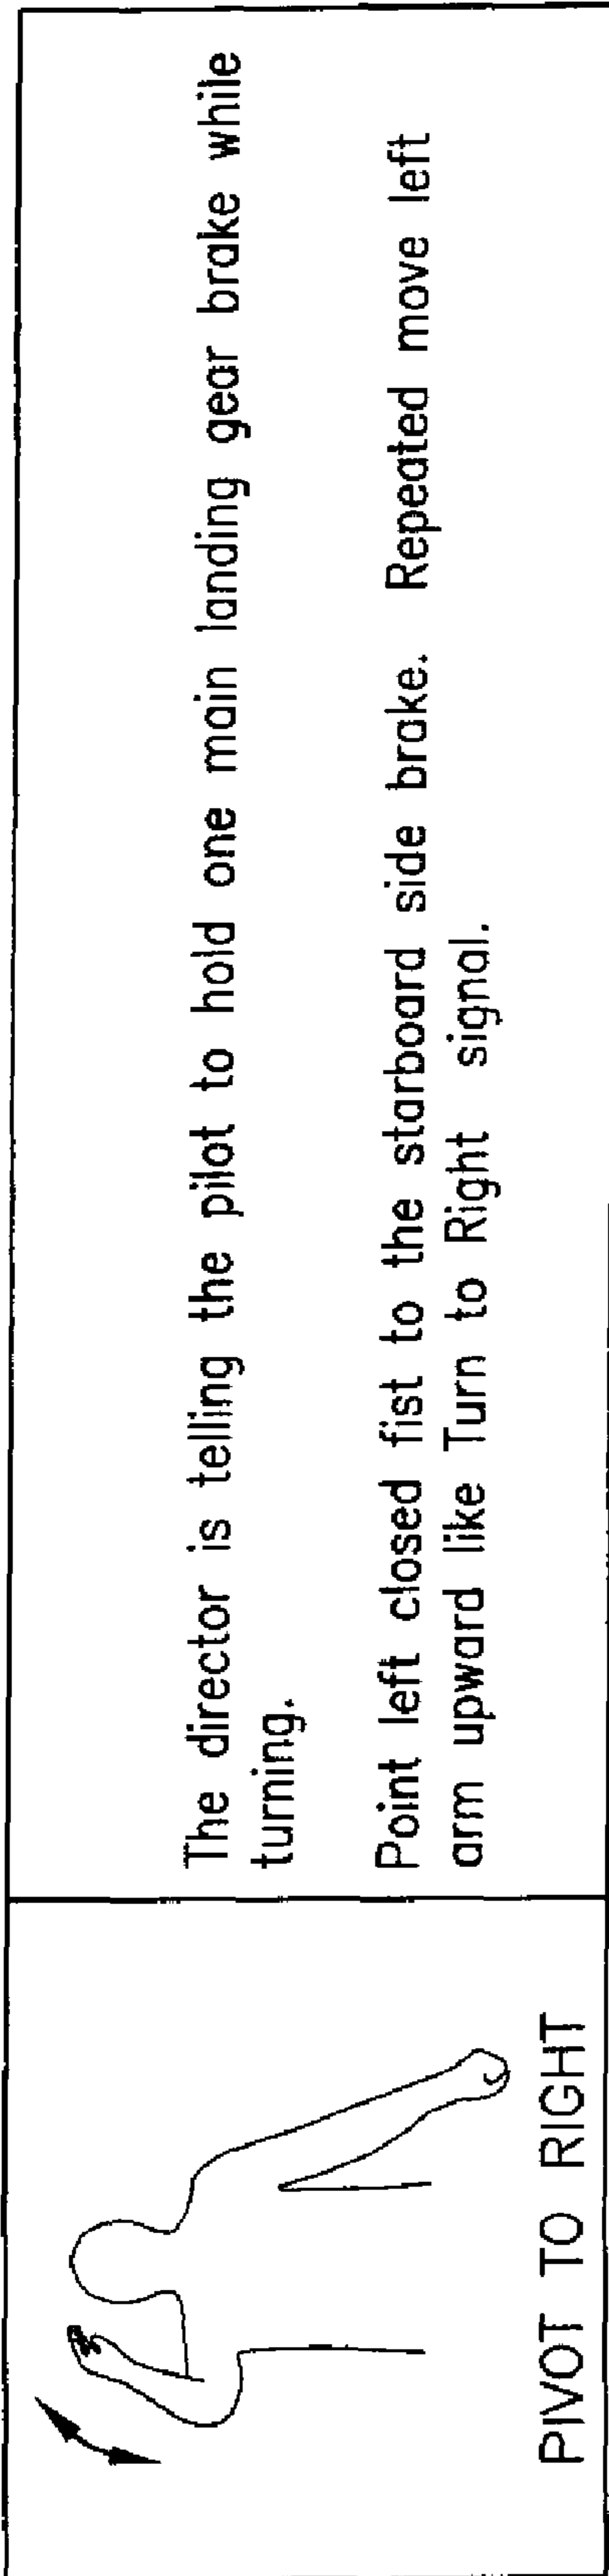 The director is telling the pilot to hold one main landing gear brake while
turning.
Point left closed fist to the starboard side brake. Repeated move left
arm upward like Turn to Right signal.
PIVOT TO RIGHT